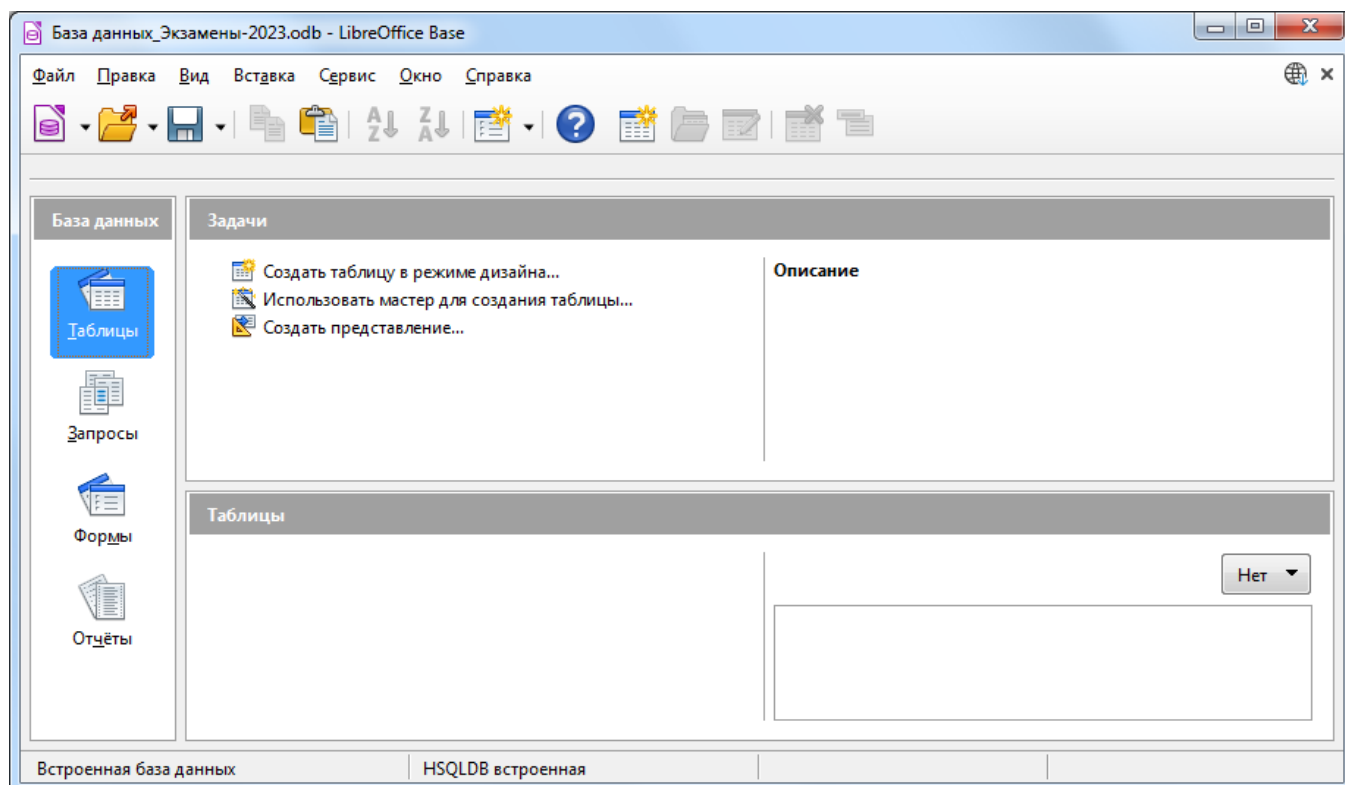 База данных_Экзамены-2023.odb - LibreOffice Base
Файл Правка Вид Вставка Сервис Окно Справка
База данных
Задачи
Создать таблицу в режиме дизайна...
Использовать мастер для создания таблицы...
Создать представление...
Описание
Таблицы
Запросы
Формы
Отчёты
Таблицы
Нет
Встроенная база данных
HSQLDB встроенная